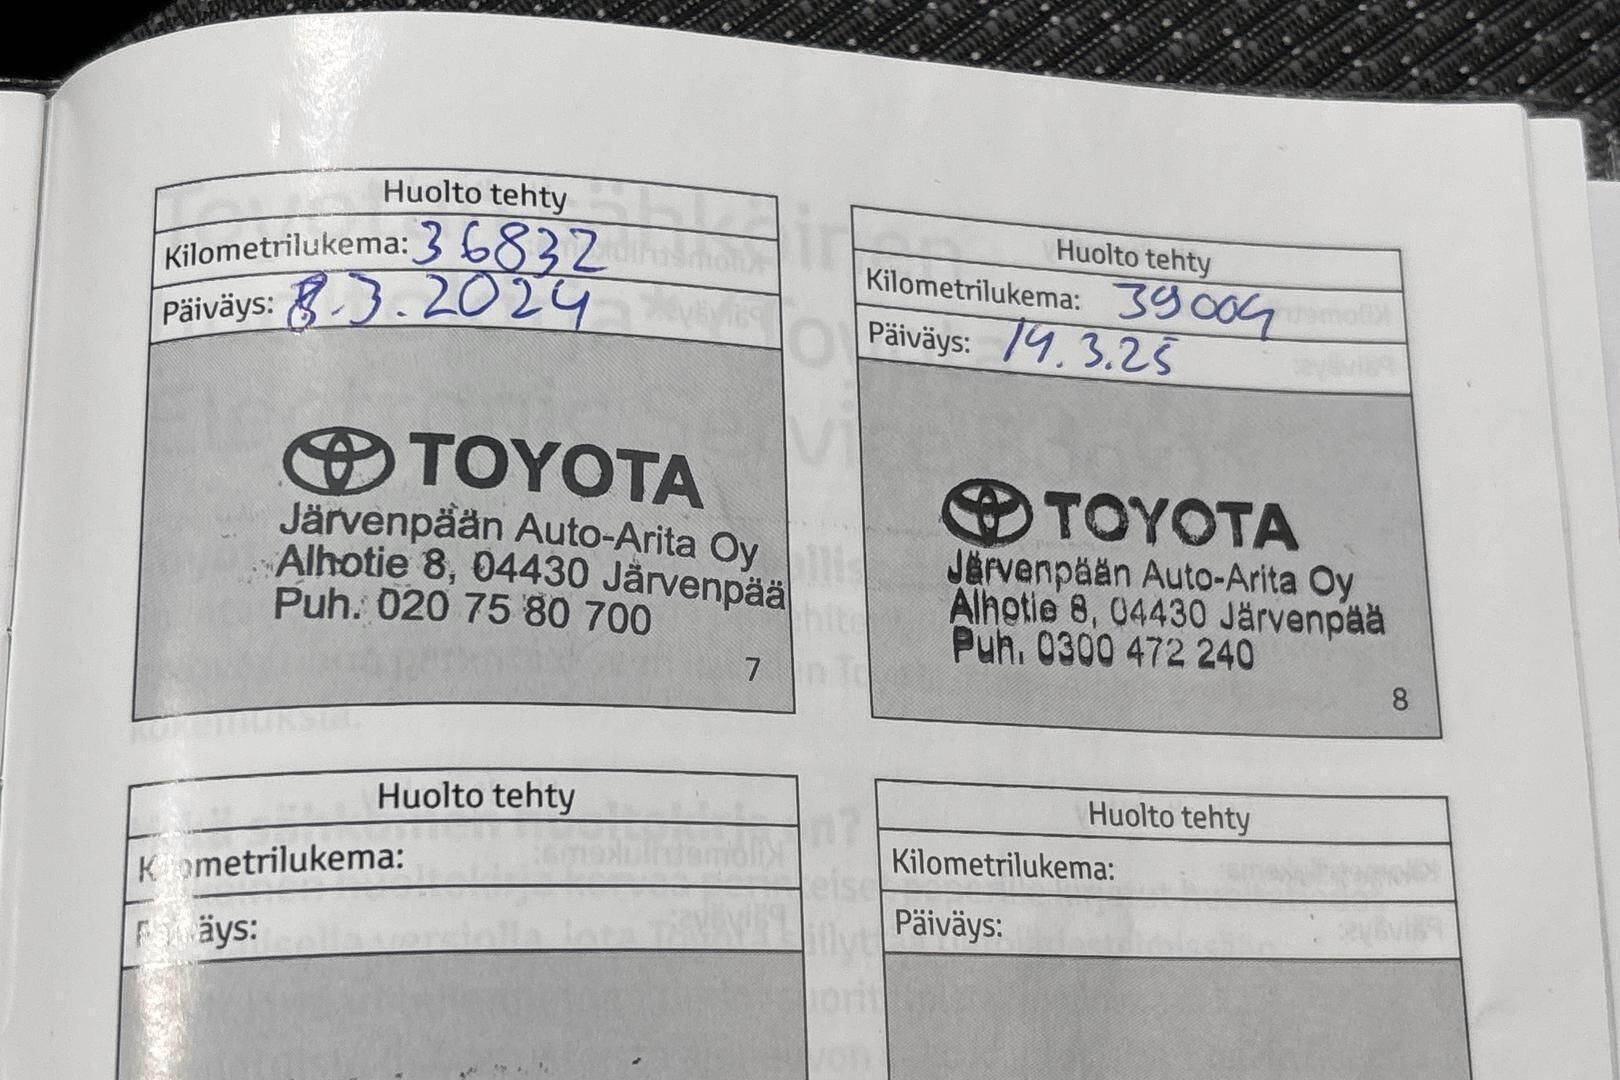 Huolto tehty
Kilometrilukema: 36832
Päiväys: 8.3.2024
TOYOTA
Järvenpään Auto-Arita Oy
Alhotie 8, 04430 Järvenpää
Puh. 020 75 80 700
7
Huolto tehty
Kilometrilukema: 39004
Päiväys: 14.3.25
TOYOTA
Järvenpään Auto-Arita Oy
Alhotie 8, 04430 Järvenpää
Puh. 0300 472 240
8
Huolto tehty
Kilometrilukema:
Päiväys:
Huolto tehty
Kilometrilukema:
Päiväys: